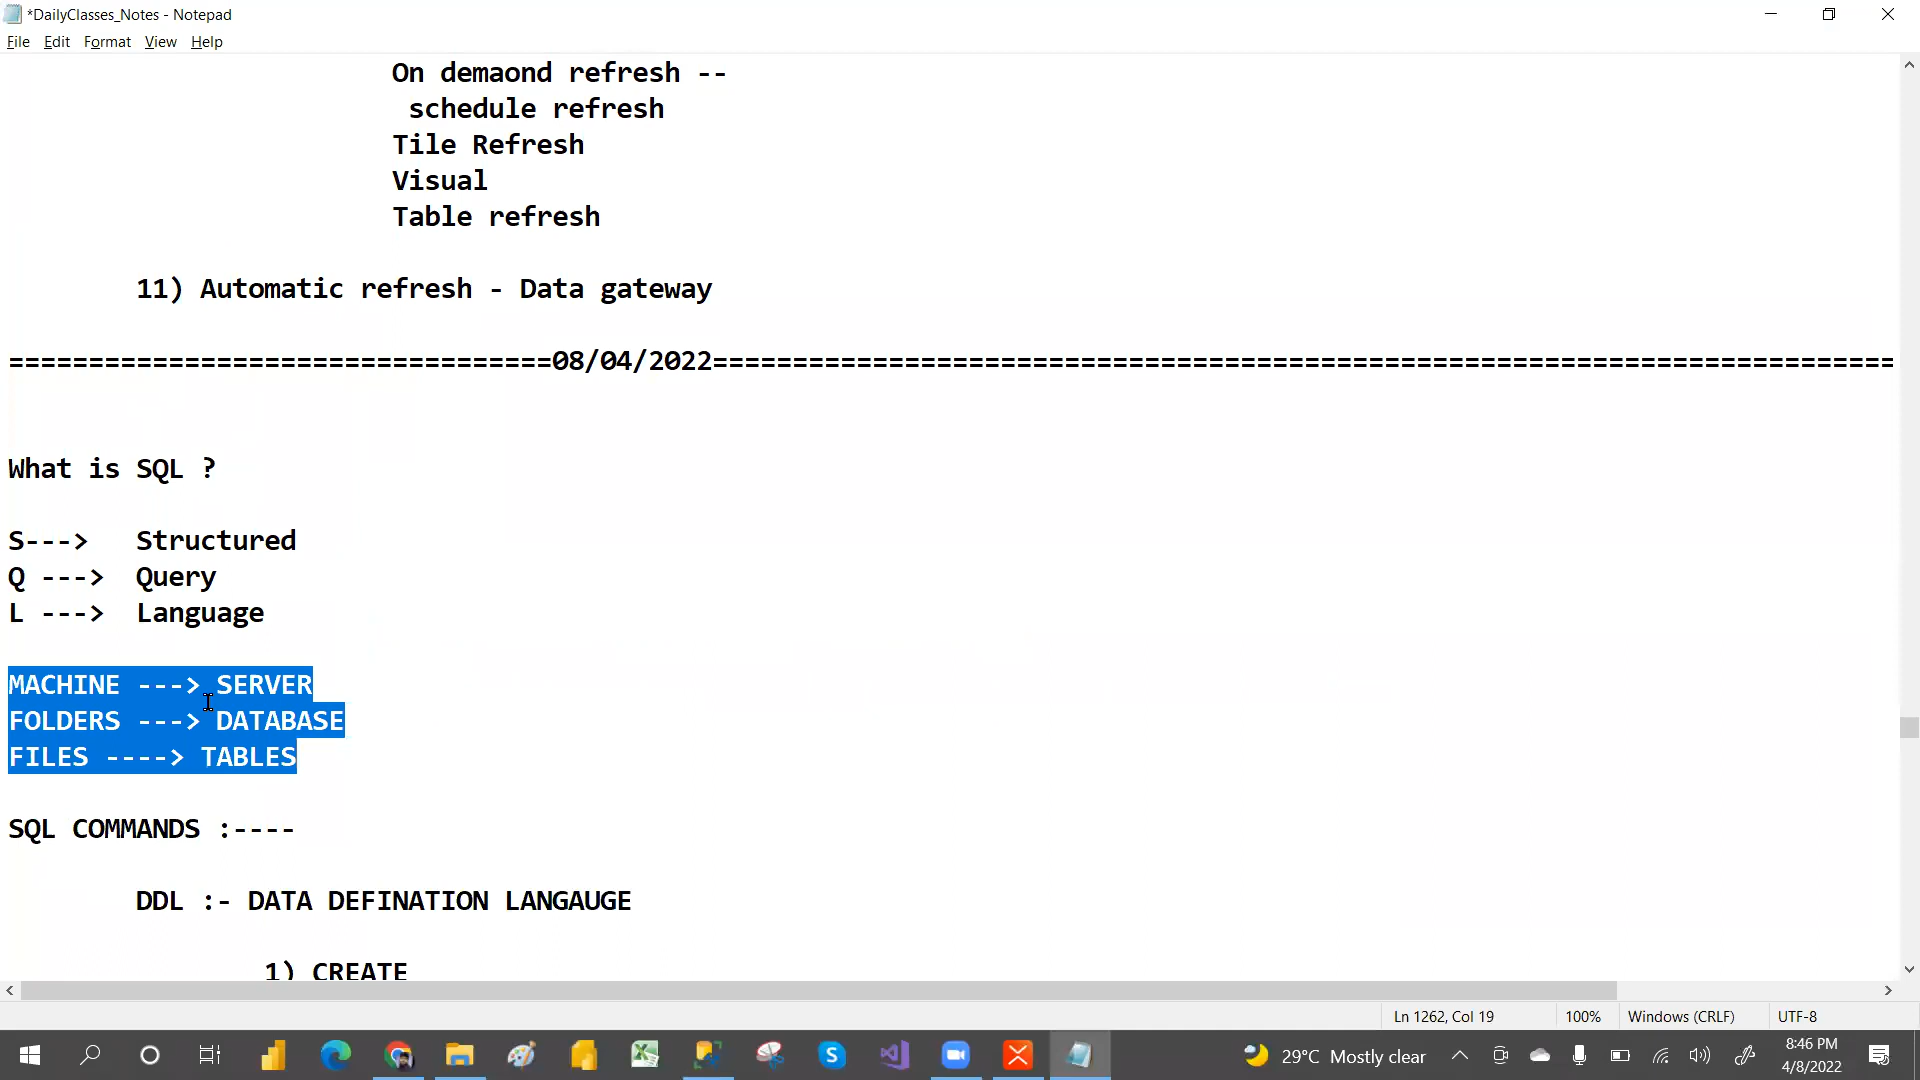 *DailyClasses_Notes - Notepad
File Edit Format View Help
On demaond refresh --
schedule refresh
Tile Refresh
Visual
Table refresh
11) Automatic refresh - Data gateway
==================================08/04/2022==========================================================================
What is SQL ?
S---> Structured
Q ---> Query
L ---> Language
MACHINE ---> SERVER
FOLDERS ---> DATABASE
FILES ----> TABLES
SQL COMMANDS :----
DDL :- DATA DEFINATION LANGAUGE
1) CREATE
Ln 1262, Col 19 100% Windows (CRLF) UTF-8
29°C Mostly clear 8:46 PM
4/8/2022